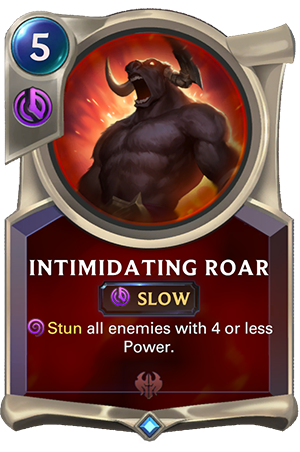 5
INTIMIDATING ROAR
SLOW
Stun all enemies with 4 or less
Power.